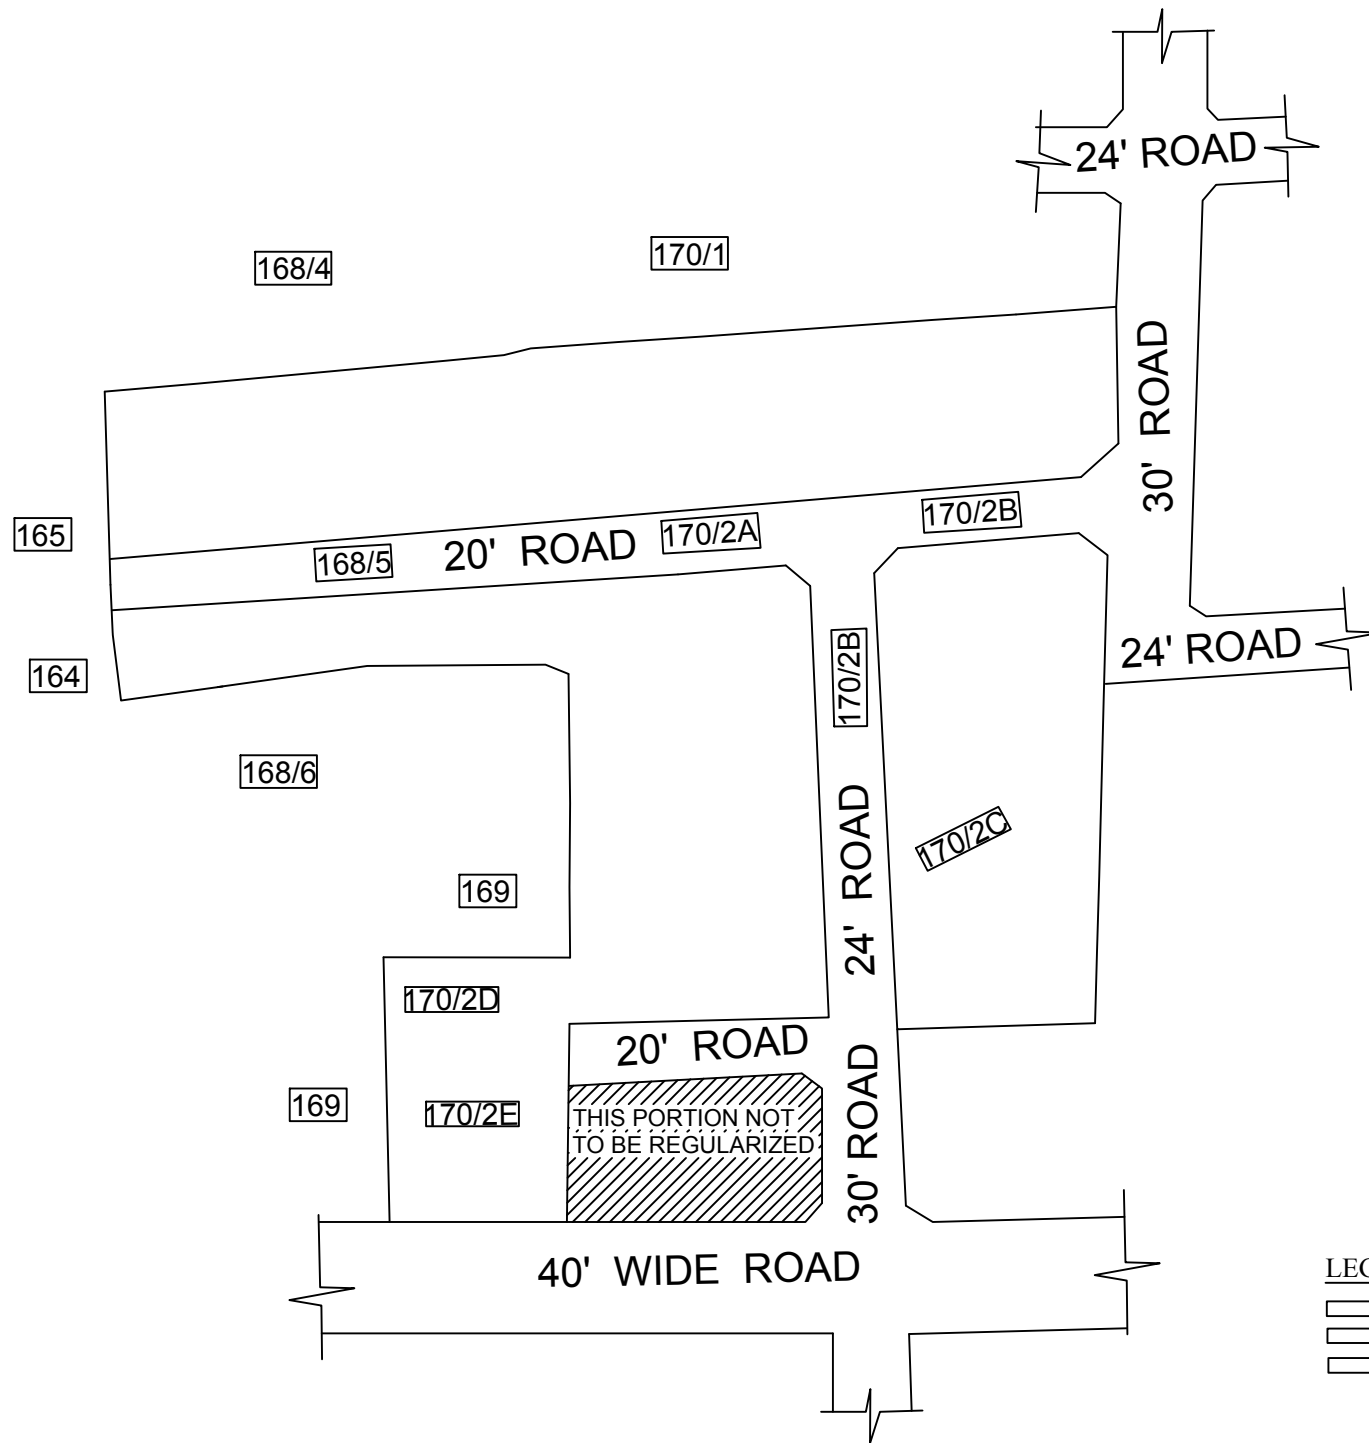 24' ROAD
168/4
170/1
30' ROAD
165
168/5
20' ROAD
170/2A
170/2B
164
170/2B
24' ROAD
168/6
24' ROAD
170/2C
169
170/2D
20' ROAD
30' ROAD
169
170/2E
THIS PORTION NOT
TO BE REGULARIZED
40' WIDE ROAD